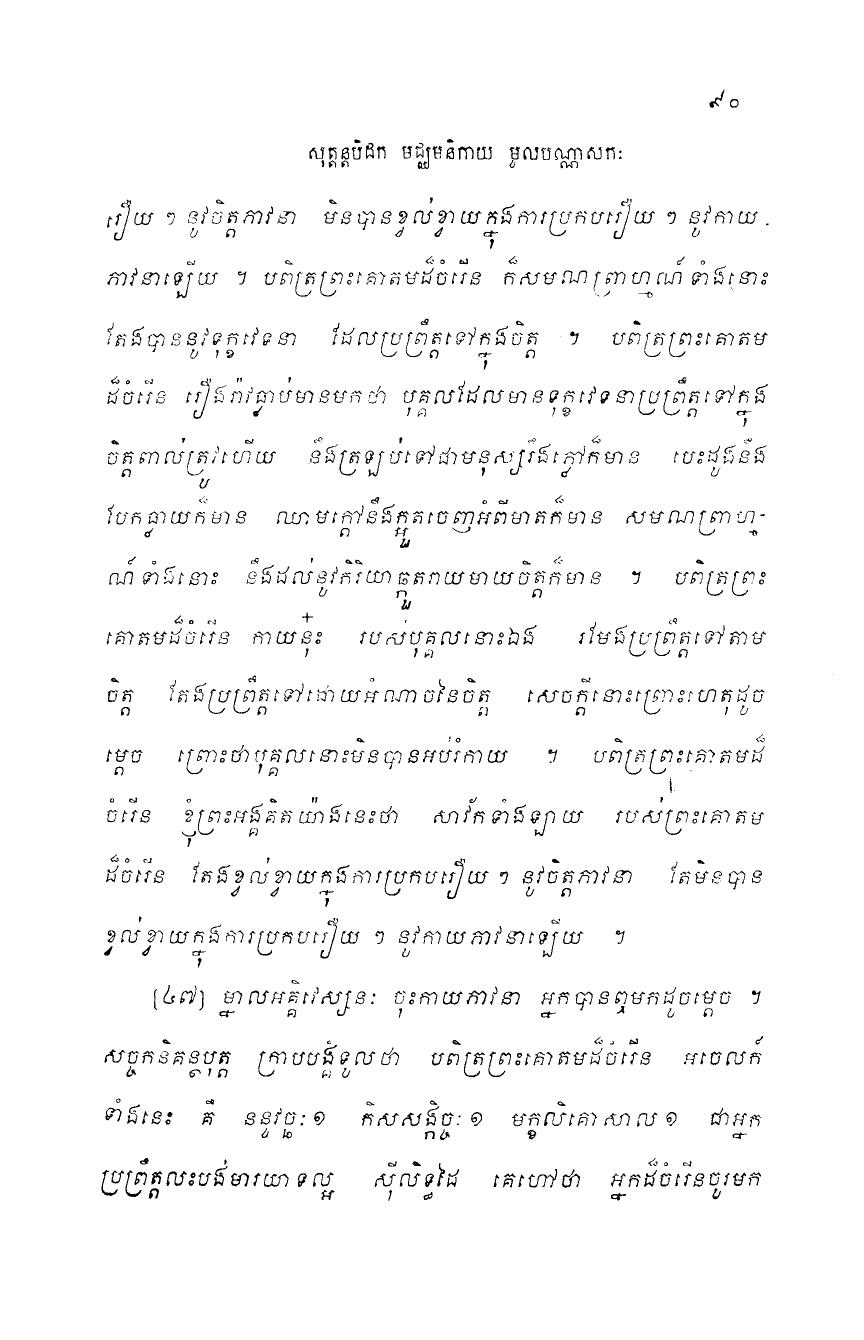 ៩០
សុត្តន្តបិដក មជ្ឈមនិកាយ មូលបណ្ណាសកៈ
រឿយ ៗ នូវចិត្តភាវនា មិនបានខ្វល់ខ្វាយក្នុងការប្រកបរឿយ ៗ នូវកាយ
ភាវនាឡើយ ។ បពិត្រព្រះគោតមដ៏ចំរើន ក៏សមណព្រាហ្មណ៍ទាំងនោះ
តែងបាននូវទុក្ខវេទនា ដែលប្រព្រឹត្តទៅក្នុងចិត្ត ។ បពិត្រព្រះគោតម
ដ៏ចំរើន រឿងរ៉ាវធ្លាប់មានមកថា បុគ្គលដែលមានទុក្ខវេទនាប្រព្រឹត្តទៅក្នុង
ចិត្តពាល់ត្រូវហើយ នឹងត្រឡប់ទៅជាមនុស្សរឹងភ្លៅក៏មាន បេះដូងនឹង
បែកធ្លាយក៏មាន ឈាមក្តៅនឹងក្អួតចេញអំពីមាត់ក៏មាន សមណព្រាហ្ម-
ណ៍ទាំងនោះ នឹងដល់នូវកិរិយាឆ្កួតរាយមាយចិត្តក៏មាន ។ បពិត្រព្រះ
គោតមដ៏ចំរើន កាយនុ៎ះ របស់បុគ្គលនោះឯង រមែងប្រព្រឹត្តទៅតាម
ចិត្ត តែងប្រព្រឹត្តទៅដោយអំណាចនៃចិត្ត សេចក្តីនោះព្រោះហេតុដូច
ម្តេច ព្រោះថាបុគ្គលនោះមិនបានអប់រំកាយ ។ បពិត្រព្រះគោតមដ៏
ចំរើន ខ្ញុំព្រះអង្គគិតយ៉ាងនេះថា សាវ័កទាំងឡាយ របស់ព្រះគោតម
ដ៏ចំរើន តែងខ្វល់ខ្វាយក្នុងការប្រកបរឿយ ៗ នូវចិត្តភាវនា តែមិនបាន
ខ្វល់ខ្វាយក្នុងការប្រកបរឿយ ៗ នូវកាយភាវនាឡើយ ។
[៤៧] ម្នាលអគ្គិវេស្សនៈ ចុះកាយភាវនា អ្នកបានឮមកដូចម្តេច ។
សច្ចកនិគន្ថបុត្ត ក្រាបបង្គំទូលថា បពិត្រព្រះគោតមដ៏ចំរើន អចេលក៍
ទាំងនេះ គឺ នន្ទវច្ឆៈ ១ កិសសង្កិច្ចៈ ១ មក្ខលិគោសាល ១ ជាអ្នក
ប្រព្រឹត្តលះបង់មារយាទល្អ ស៊ីលិទ្ធដៃ គេហៅថា អ្នកដ៏ចំរើនចូរមក